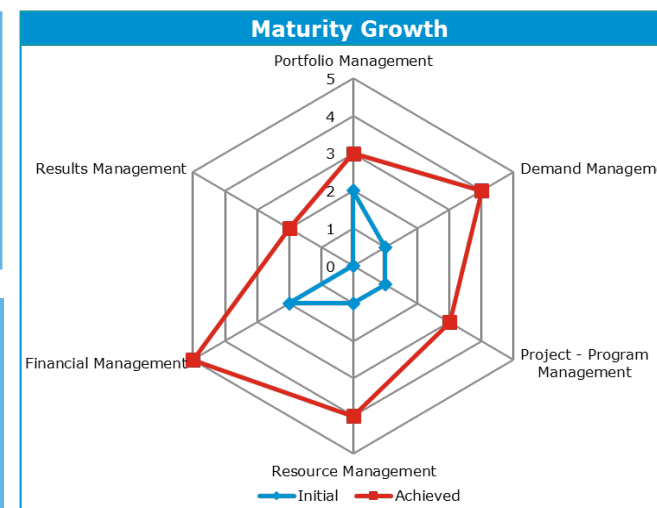 Maturity Growth
Portfolio Management
5
4
3
2
1
0
Results Management
Demand Manageme
Financial Management
Project - Program
Management
Resource Management
Initial
Achieved